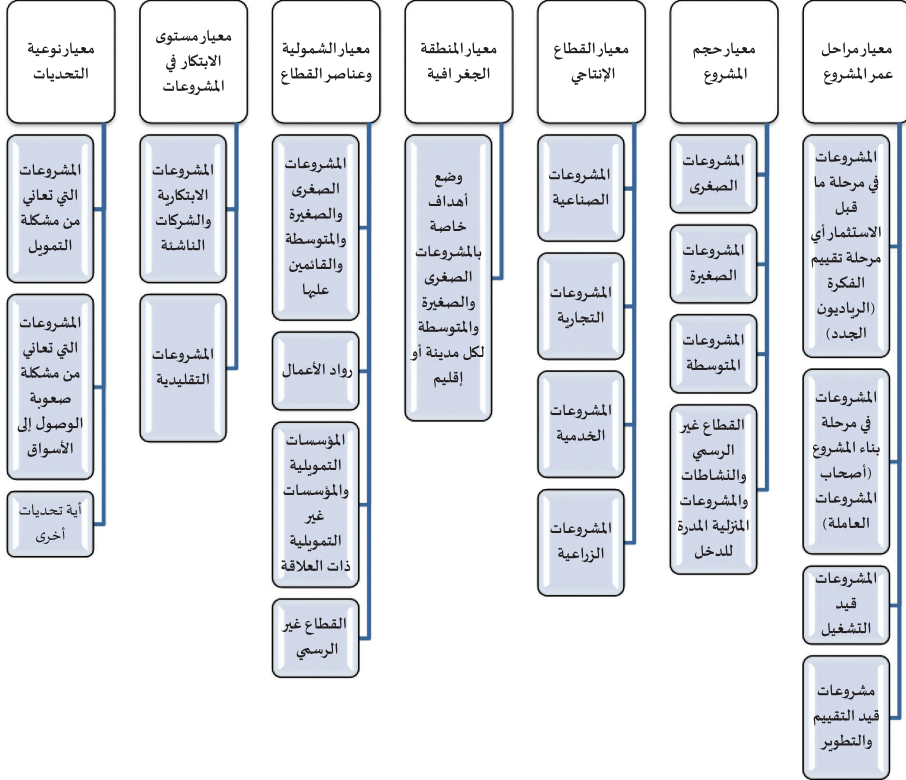 معيار مراحل
عمر المشروع
المشروعات
في مرحلة ما
قبل
الاستثمار أي
مرحلة تقييم
الفكرة
(الرياديون
الجدد)
المشروعات
في مرحلة
بناء المشروع
(أصحاب
المشروعات
العاملة)
المشروعات
قيد
التشغيل
مشروعات
قيد التقييم
والتطوير
معيار حجم
المشروع
المشروعات
الصغرى
المشروعات
الصغيرة
المشروعات
المتوسطة
القطاع غير
الرسمي
والنشاطات
والمشروعات
المنزلية المدرة
للدخل
معيار القطاع
الإنتاجي
المشروعات
الصناعية
المشروعات
التجارية
المشروعات
الخدمية
المشروعات
الزراعية
معيار المنطقة
الجغرافية
وضع
أهداف
خاصة
بالمشروعات
الصغرى
والصغيرة
والمتوسطة
لكل مدينة أو
إقليم
معيار الشمولية
وعناصر القطاع
المشروعات
الصغرى
والصغيرة
والمتوسطة
والقائمين
عليها
رواد الأعمال
المؤسسات
التمويلية
والمؤسسات
غير
التمويلية
ذات العلاقة
القطاع غير
الرسمي
معيار مستوى
الابتكار في
المشروعات
المشروعات
الابتكارية
والشركات
الناشئة
المشروعات
التقليدية
معيار نوعية
التحديات
المشروعات
التي تعاني
من مشكلة
التمويل
المشروعات
التي تعاني
من مشكلة
صعوبة
الوصول إلى
الأسواق
أية تحديات
أخرى